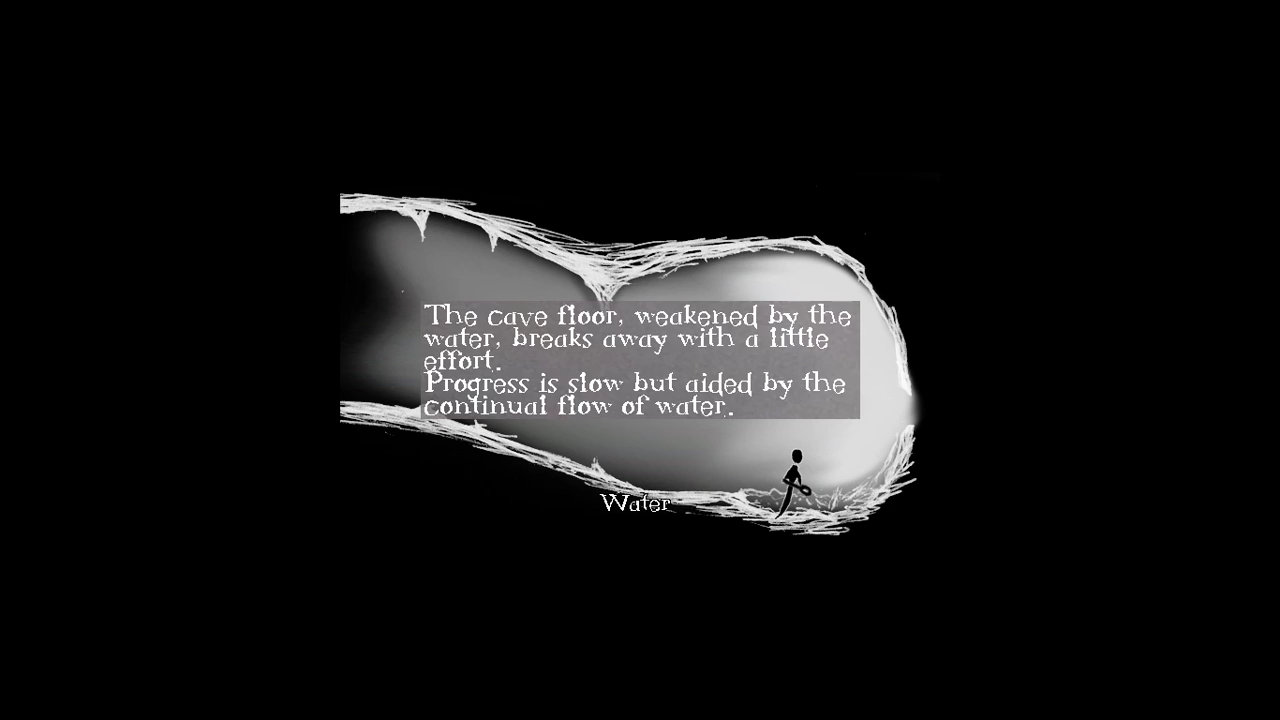 The cave floor, weakened by the
water, breaks away with a little
effort.
Progress is slow but aided by the
continual flow of water.
Water